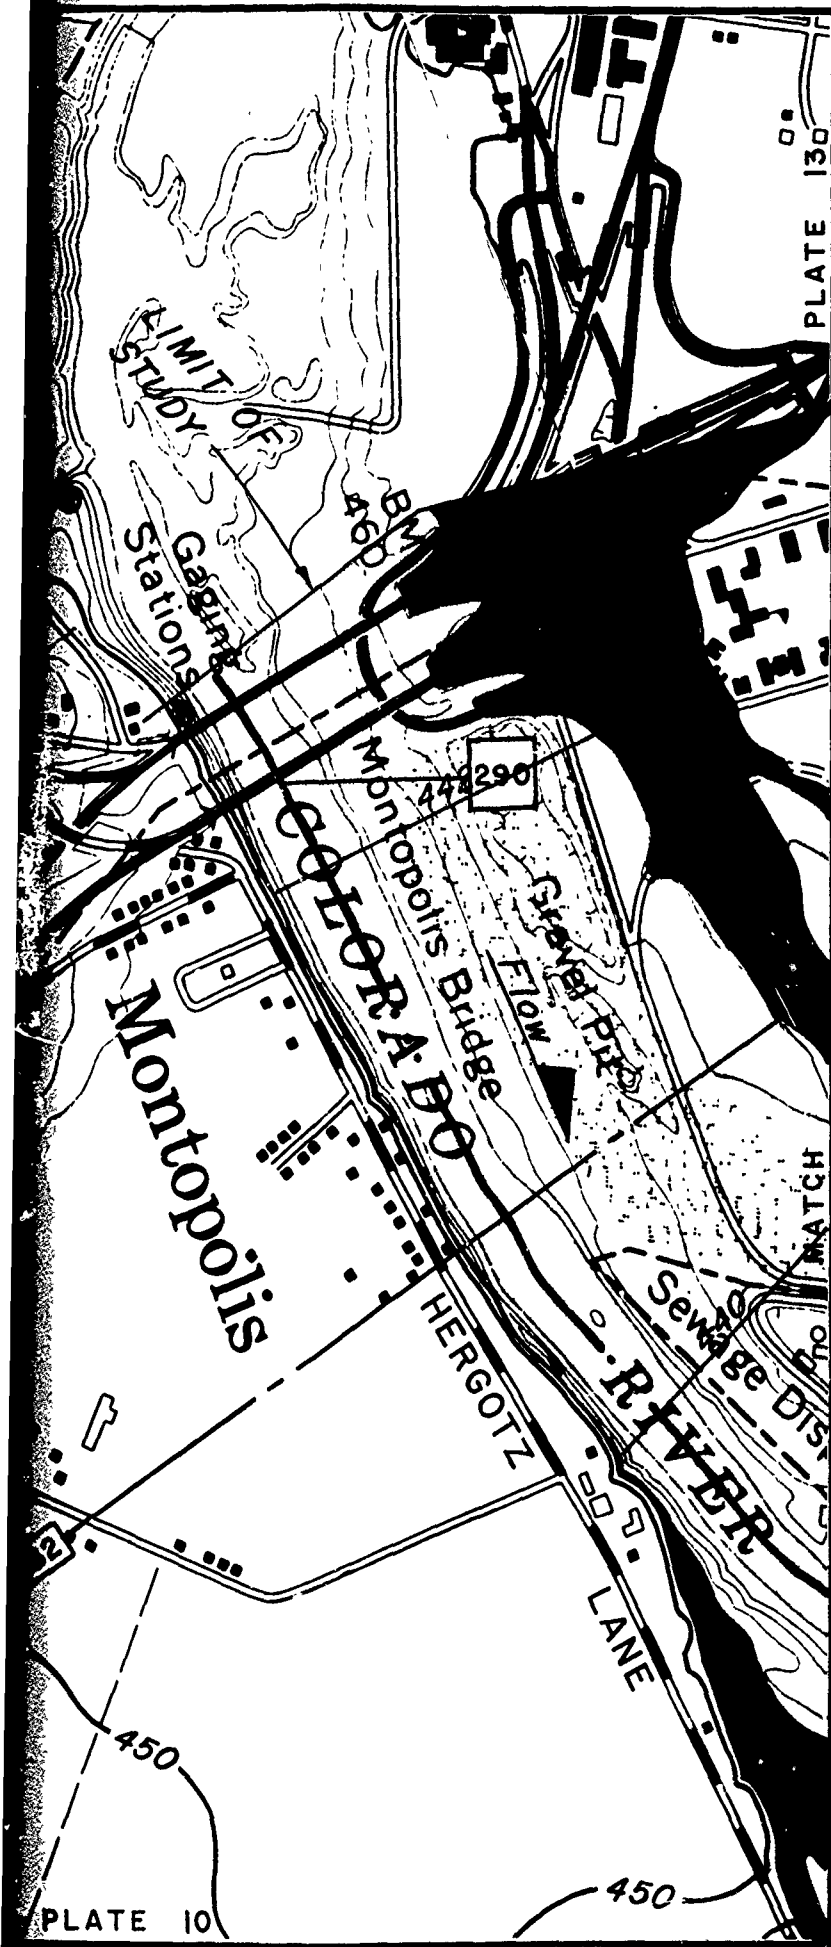 PLATE 13
LIMIT OF
STUDY
BM
460
Gaging
Stations
290
Montopolis Bridge
COLORADO
RIVER
Gravel Pit
Flow
Montopolis
MATCH
Sewage
HERGOTZ
LANE
2
450
450
PLATE 10